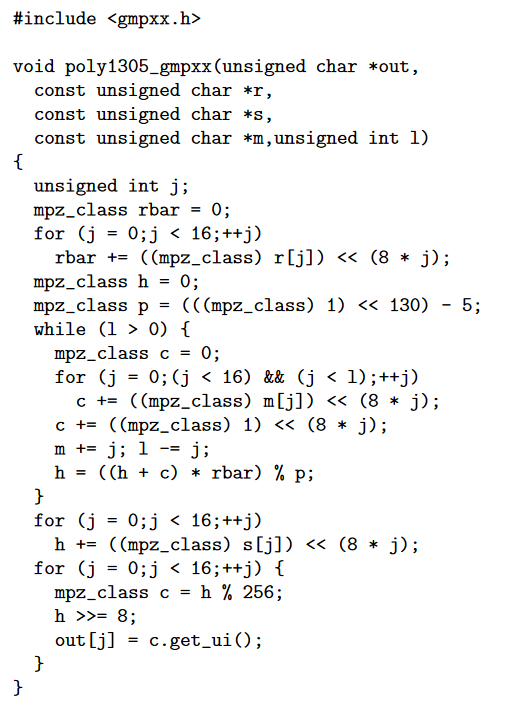 #include <gmpxx.h>

void poly1305_gmpxx(unsigned char *out,
  const unsigned char *r,
  const unsigned char *s,
  const unsigned char *m,unsigned int l)
{
  unsigned int j;
  mpz_class rbar = 0;
  for (j = 0;j < 16;++j)
    rbar += ((mpz_class) r[j]) << (8 * j);
  mpz_class h = 0;
  mpz_class p = (((mpz_class) 1) << 130) - 5;
  while (l > 0) {
    mpz_class c = 0;
    for (j = 0;(j < 16) && (j < l);++j)
      c += ((mpz_class) m[j]) << (8 * j);
    c += ((mpz_class) 1) << (8 * j);
    m += j; l -= j;
    h = ((h + c) * rbar) % p;
  }
  for (j = 0;j < 16;++j)
    h += ((mpz_class) s[j]) << (8 * j);
  for (j = 0;j < 16;++j) {
    mpz_class c = h % 256;
    h >>= 8;
    out[j] = c.get_ui();
  }
}